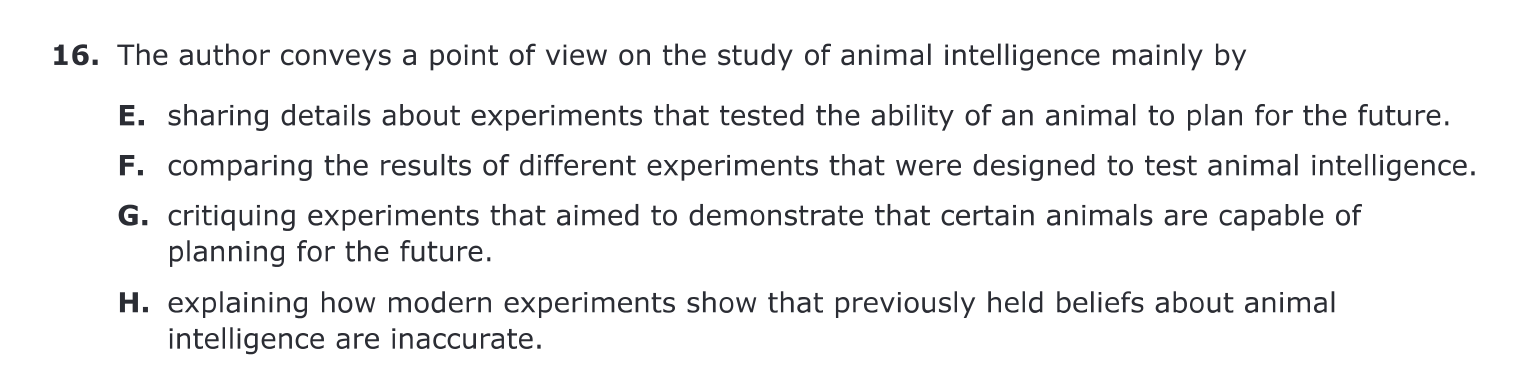 16. The author conveys a point of view on the study of animal intelligence mainly by
E. sharing details about experiments that tested the ability of an animal to plan for the future.
F. comparing the results of different experiments that were designed to test animal intelligence.
G. critiquing experiments that aimed to demonstrate that certain animals are capable of
planning for the future.
H. explaining how modern experiments show that previously held beliefs about animal
intelligence are inaccurate.